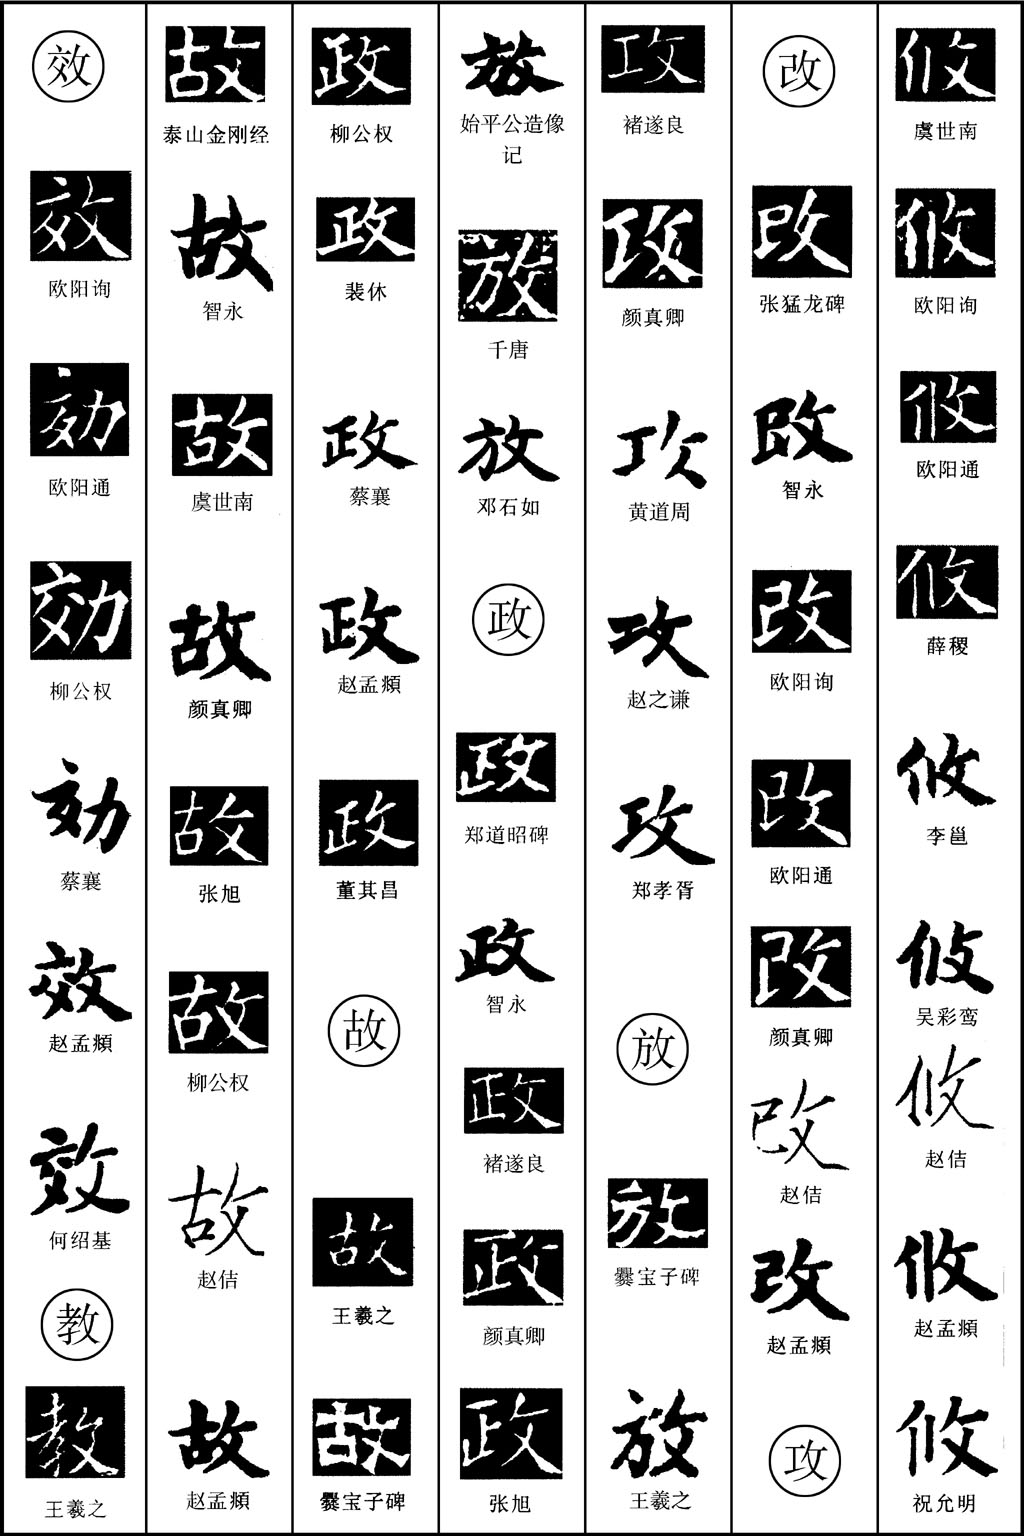 攸
虞世南
攸
欧阳询
攸
欧阳通
攸
薛稷
攸
李邕
攸
吴彩鸾
攸
赵佶
攸
赵孟頫
攸
祝允明
改
改
张猛龙碑
改
智永
改
欧阳询
改
欧阳通
改
颜真卿
改
赵佶
改
赵孟頫
攻
攻
褚遂良
攻
颜真卿
攻
黄道周
攻
赵之谦
攻
郑孝胥
放
放
爨宝子碑
放
王羲之
放
始平公造像
记
放
千唐
放
邓石如
政
政
郑道昭碑
政
智永
政
褚遂良
政
颜真卿
政
张旭
政
柳公权
政
裴休
政
蔡襄
政
赵孟頫
政
董其昌
故
故
王羲之
故
爨宝子碑
故
泰山金刚经
故
智永
故
虞世南
故
颜真卿
故
张旭
故
柳公权
故
赵佶
故
赵孟頫
效
效
欧阳询
効
欧阳通
効
柳公权
効
蔡襄
效
赵孟頫
效
何绍基
教
教
王羲之